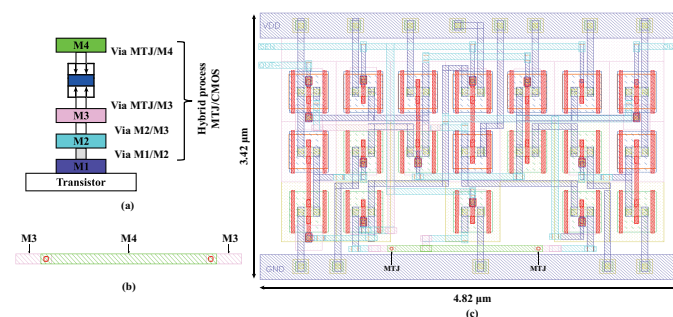 M4
Via MTJ/M4
Via MTJ/M3
M3
Via M2/M3
M2
Via M1/M2
M1
Transistor
Hybrid process
MTJ/CMOS
(a)
M3
M4
M3
(b)
3.42 μm
VDD
SEN
GND
MTJ
MTJ
4.82 μm
(c)